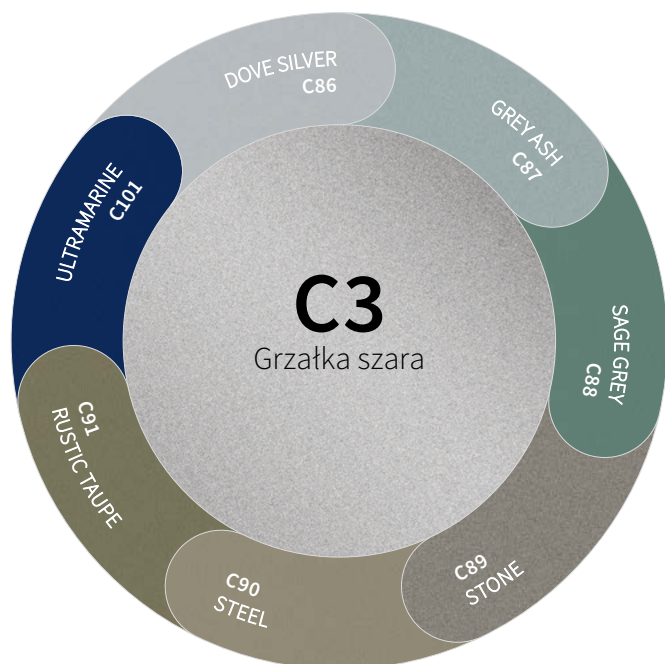 DOVE SILVER
C86
GREY ASH
C87
SAGE GREY
C88
C89
STONE
C90
STEEL
C91
RUSTIC TAUPE
ULTRAMARINE
C101
C3
Grzałka szara